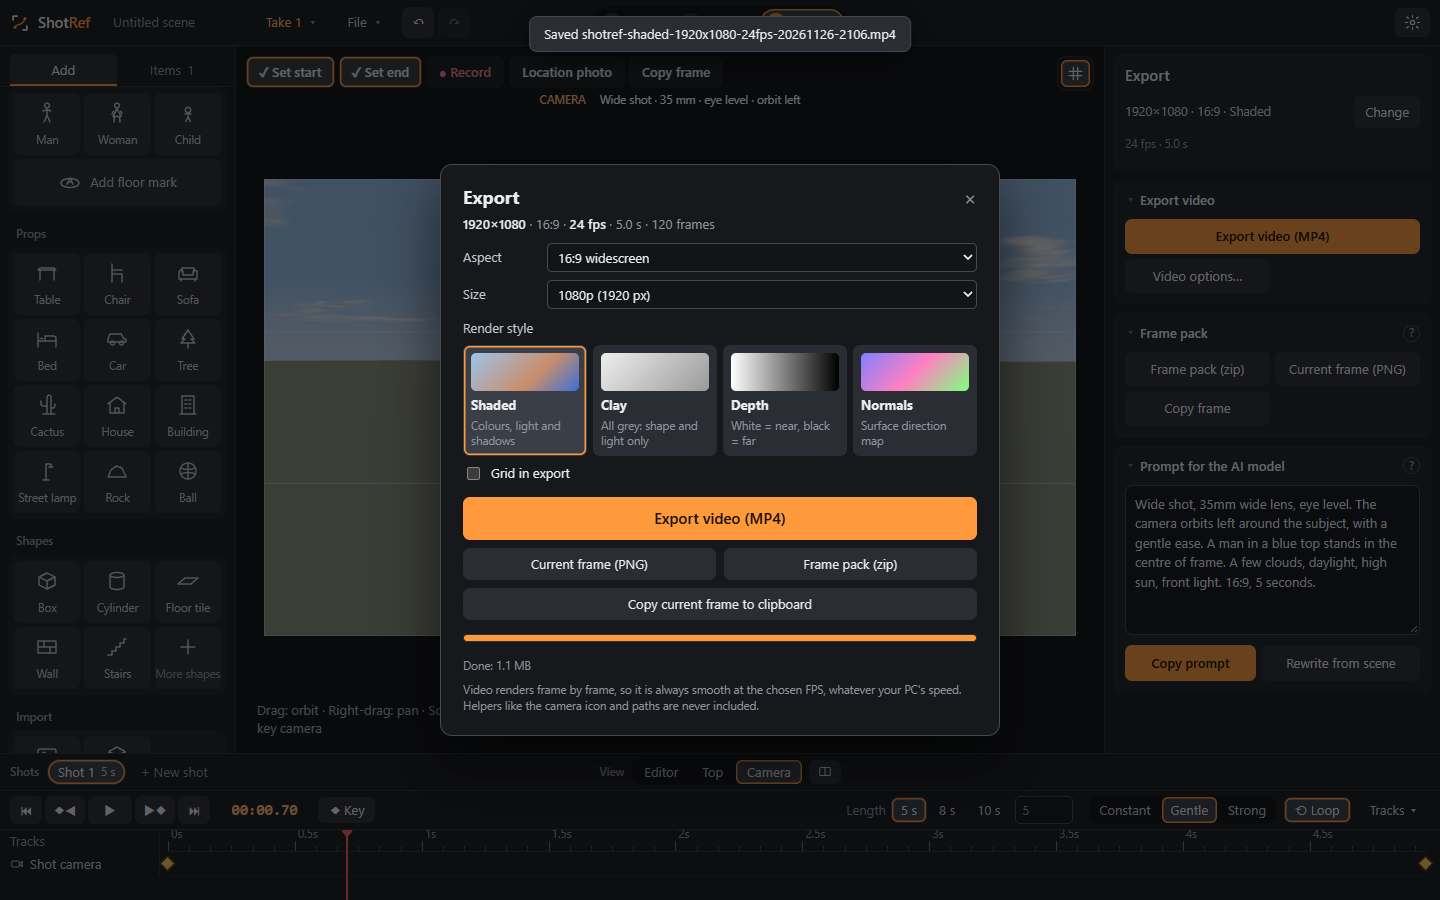 ShotRef
Untitled scene
Take 1
File
Saved shotref-shaded-1920x1080-24fps-20261126-2106.mp4
Add
Items 1
Man
Woman
Child
Add floor mark
Props
Table
Chair
Sofa
Bed
Car
Tree
Cactus
House
Building
Street lamp
Rock
Ball
Shapes
Box
Cylinder
Floor tile
Wall
Stairs
More shapes
Import
✓ Set start
✓ Set end
● Record
Location photo
Copy frame
CAMERA Wide shot · 35 mm · eye level · orbit left
Drag: orbit · Right-drag: pan ·
key camera
Export
1920×1080 · 16:9 · 24 fps · 5.0 s · 120 frames
Aspect
16:9 widescreen
Size
1080p (1920 px)
Render style
Shaded
Colours, light and
shadows
Clay
All grey: shape and
light only
Depth
White = near, black
= far
Normals
Surface direction
map
Grid in export
Export video (MP4)
Current frame (PNG)
Frame pack (zip)
Copy current frame to clipboard
Done: 1.1 MB
Video renders frame by frame, so it is always smooth at the chosen FPS, whatever your PC's speed.
Helpers like the camera icon and paths are never included.
Export
1920×1080 · 16:9 · Shaded
Change
24 fps · 5.0 s
Export video
Export video (MP4)
Video options...
Frame pack
?
Frame pack (zip)
Current frame (PNG)
Copy frame
Prompt for the AI model
?
Wide shot, 35mm wide lens, eye level. The
camera orbits left around the subject, with a
gentle ease. A man in a blue top stands in the
centre of frame. A few clouds, daylight, high
sun, front light. 16:9, 5 seconds.
Copy prompt
Rewrite from scene
Shots
Shot 1 5 s
+ New shot
View
Editor
Top
Camera
00:00.70
Key
Length
5 s
8 s
10 s
5
Constant
Gentle
Strong
Loop
Tracks
Tracks
0s
0.5s
1s
1.5s
2s
2.5s
3s
3.5s
4s
4.5s
Shot camera